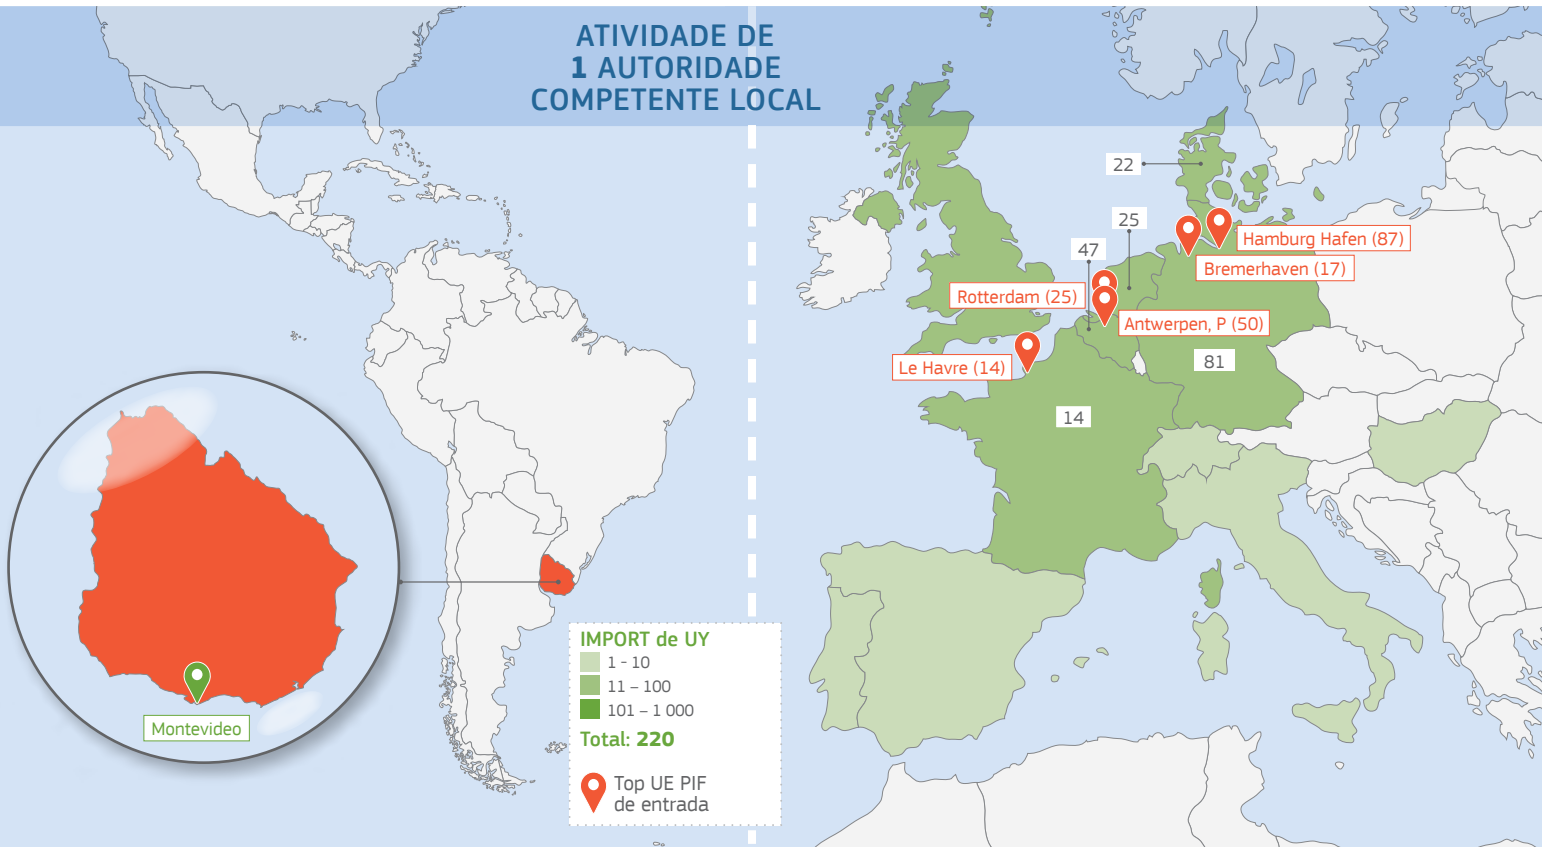 ATIVIDADE DE
1 AUTORIDADE
COMPETENTE LOCAL
22
25
47
Hamburg Hafen (87)
Bremerhaven (17)
Rotterdam (25)
Antwerpen, P (50)
Le Havre (14)
81
14
Montevideo
IMPORT de UY
1 - 10
11 – 100
101 – 1 000
Total: 220
Top UE PIF
de entrada